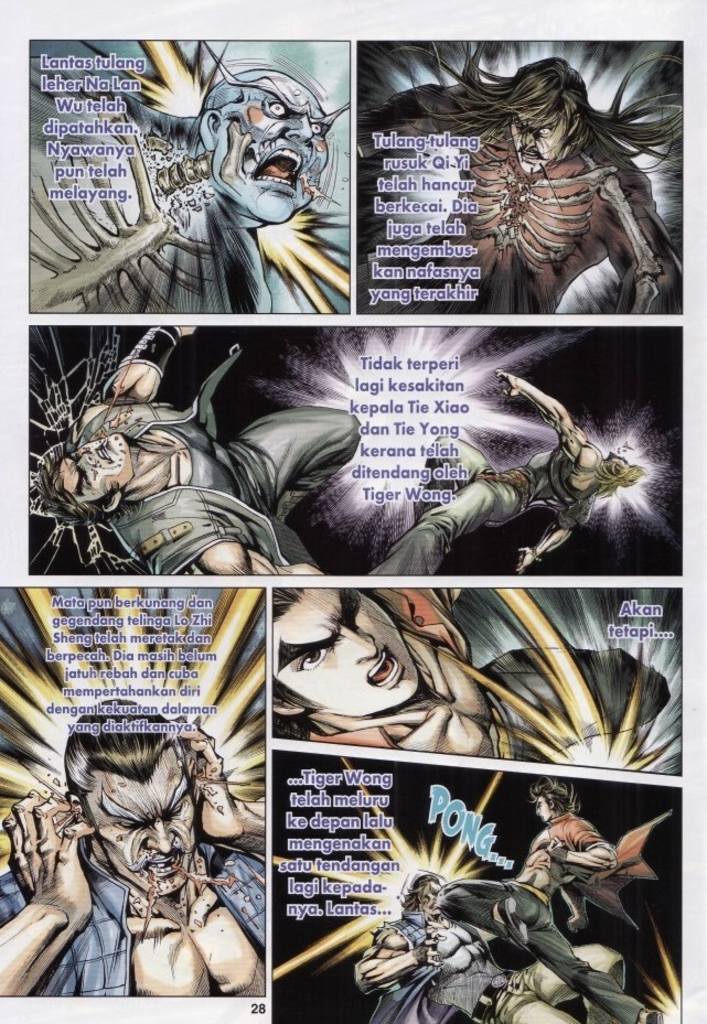 Lantas tulang
leher Na Lan
Wu telah
dipatahkan.
Nyawanya
pun telah
melayang.
Tulang-tulang
rusuk Qi Yi
telah hancur
berkecai. Dia
juga telah
mengembus-
kan nafasnya
yang terakhir
Tidak terperi
lagi kesakitan
kepala Tie Xiao
dan Tie Yong
kerana telah
ditendang oleh
Tiger Wong.
Mata pun berkunang dan
gegendang telinga Lo Zhi
Sheng telah meretak dan
berpecah. Dia masih belum
jatuh rebah dan cuba
mempertahankan diri
dengan kekuatan dalaman
yang diaktifkannya.
Akan
tetapi....
...Tiger Wong
telah meluru
ke depan lalu
mengenakan
satu tendangan
lagi kepada-
nya. Lantas...
PONG...
28